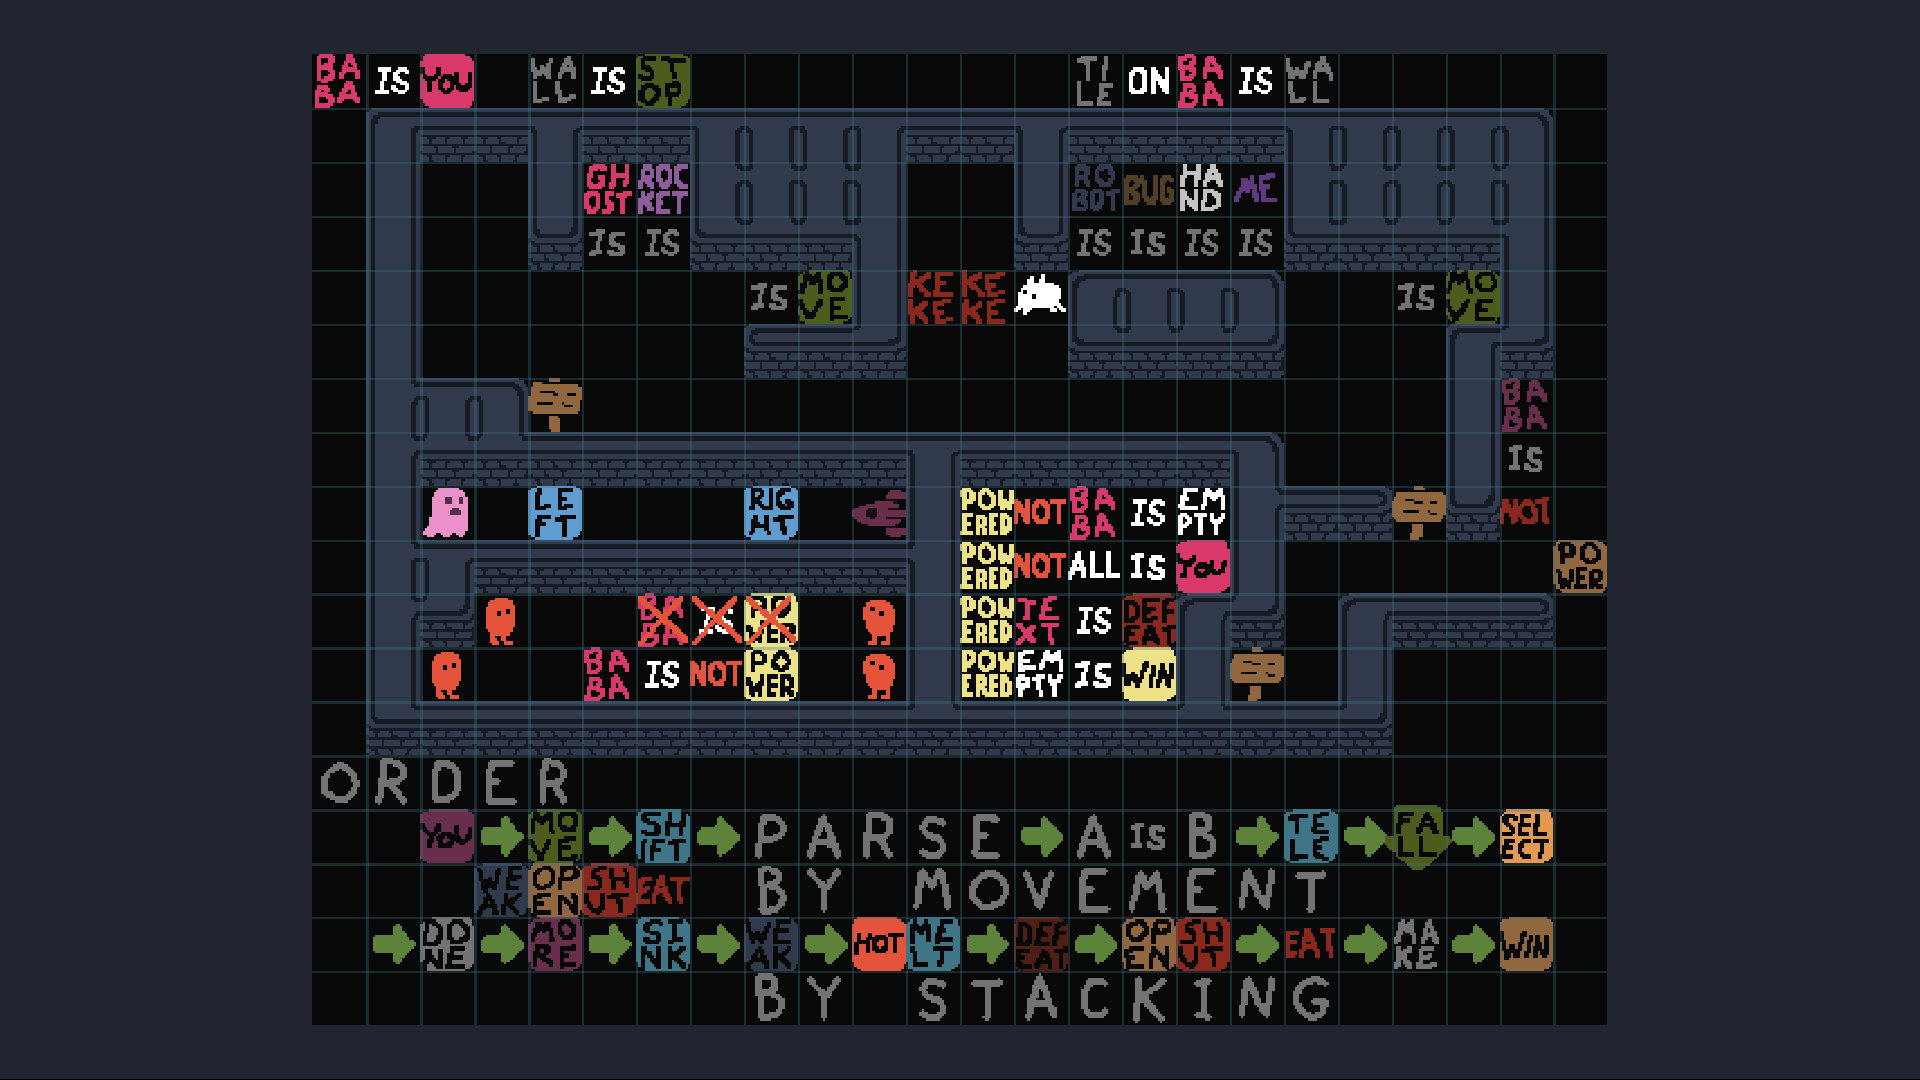 BABA IS YOU WALL IS STOP TILE ON BABA IS WALL
GHOST ROCKET ROBOT BUG HAND ME
IS IS IS IS IS IS
IS MOVE KEKE KEKE IS MOVE
BABA
IS
LEFT RIGHT POWERED NOT BABA IS EMPTY NOT
POWERED NOT ALL IS YOU POWER
BABA IS POWER POWERED TEXT IS DEFEAT
BABA IS NOT POWER POWERED EMPTY IS WIN
ORDER
YOU MOVE SHIFT PARSE A IS B TELE FALL SELECT
WEAK OPEN SHUT EAT BY MOVEMENT
DONE MORE SINK WEAK HOT MELT DEFEAT OPEN SHUT EAT MAKE WIN
BY STACKING